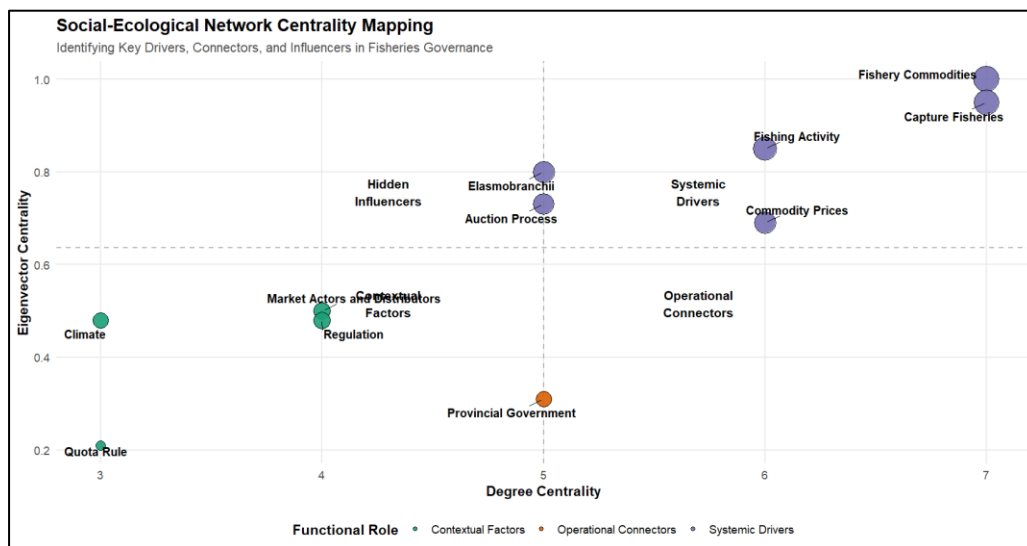 Social-Ecological Network Centrality Mapping
Identifying Key Drivers, Connectors, and Influencers in Fisheries Governance
Eigenvector Centrality
1.0
0.8
0.6
0.4
0.2
Fishery Commodities
Capture Fisheries
Fishing Activity
Elasmobranchii
Hidden
Influencers
Systemic
Drivers
Auction Process
Commodity Prices
Market Actors and Distributors
Contextual
Factors
Operational
Connectors
Climate
Regulation
Provincial Government
Quota Rule
3
4
5
6
7
Degree Centrality
Functional Role
Contextual Factors
Operational Connectors
Systemic Drivers